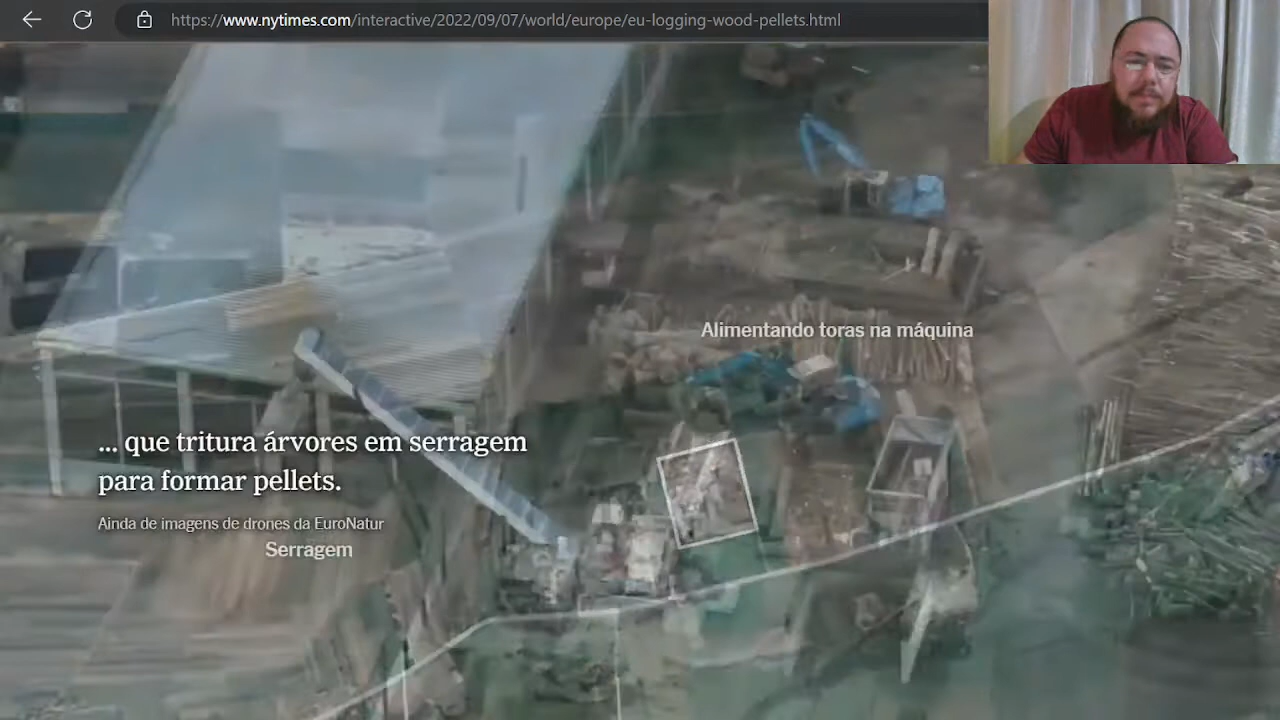 https://www.nytimes.com/interactive/2022/09/07/world/europe/eu-logging-wood-pellets.html
Alimentando toras na máquina
... que tritura árvores em serragem
para formar pellets.
Ainda de imagens de drones da EuroNatur
Serragem